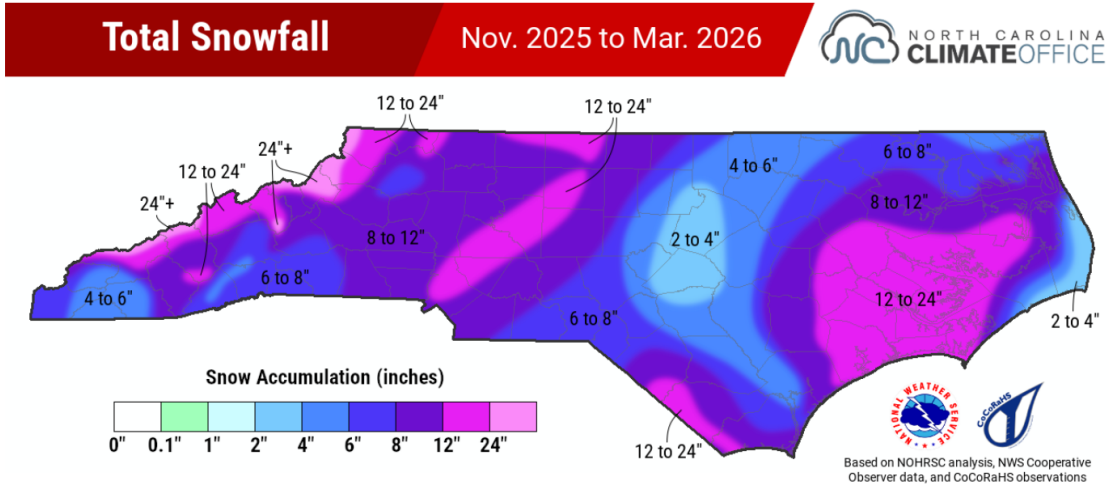 Total Snowfall
Nov. 2025 to Mar. 2026
NC
NORTH CAROLINA
CLIMATEOFFICE
12 to 24"
12 to 24"
24"+
12 to 24"
24"+
4 to 6"
6 to 8"
8 to 12"
2 to 4"
8 to 12"
6 to 8"
4 to 6"
12 to 24"
6 to 8"
2 to 4"
12 to 24"
Snow Accumulation (inches)
0" 0.1" 1" 2" 4" 6" 8" 12" 24"
NATIONAL WEATHER SERVICE
CoCoRaHS
Based on NOHRSC analysis, NWS Cooperative
Observer data, and CoCoRaHS observations